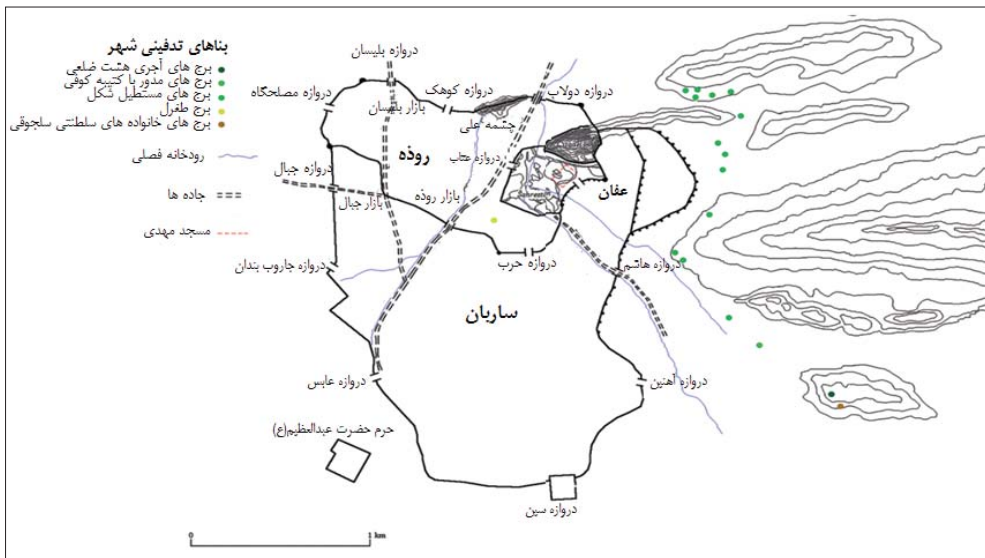 بناهای تدفینی شهر
برج های آجری هشت ضلعی
برج های مدور با کتیبه کوفی
برج های مستطیل شکل
برج طغرل
برج های خانواده های سلطنتی سلجوقی
رودخانه فصلی
جاده ها
مسجد مهدی
دروازه بلیسان
دروازه مصلحگاه
بازار بلیسان
دروازه کوهک
دروازه دولاب
چشمه علی
روذه
دروازه عتاب
دروازه جبال
بازار جبال
بازار روذه
عفان
دروازه حرب
دروازه هاشم
دروازه جاروب بندان
ساربان
دروازه عابس
دروازه آهنین
حرم حضرت عبدالعظیم(ع)
دروازه سین
1 km
0